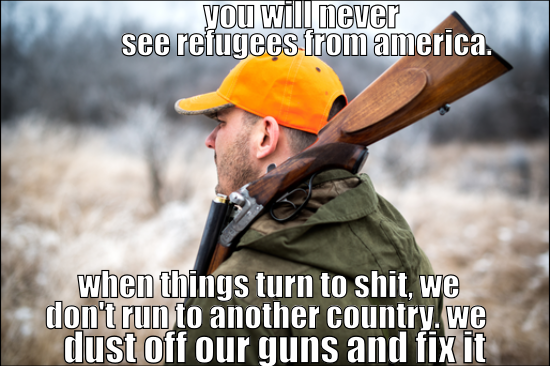 you will never
see refugees from america.
when things turn to shit, we
don't run to another country. we
dust off our guns and fix it